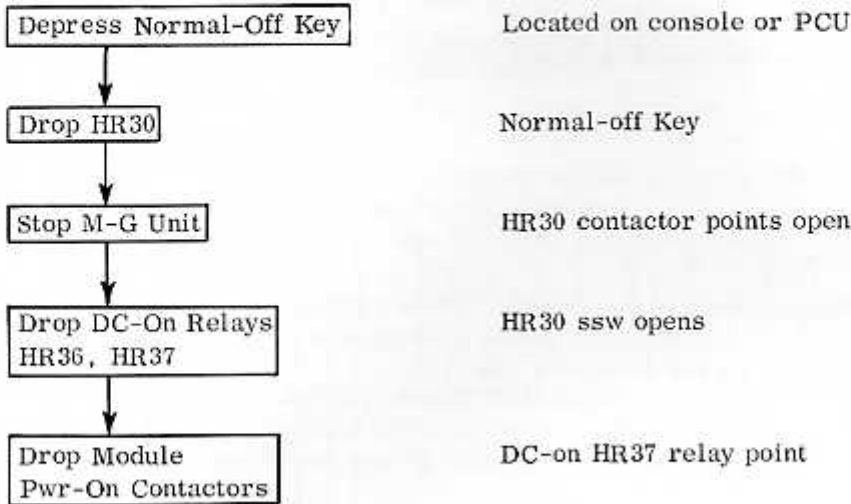 Depress Normal-Off Key
Located on console or PCU
Drop HR30
Normal-off Key
Stop M-G Unit
HR30 contactor points open
Drop DC-On Relays
HR36, HR37
HR30 ssw opens
Drop Module
Pwr-On Contactors
DC-on HR37 relay point